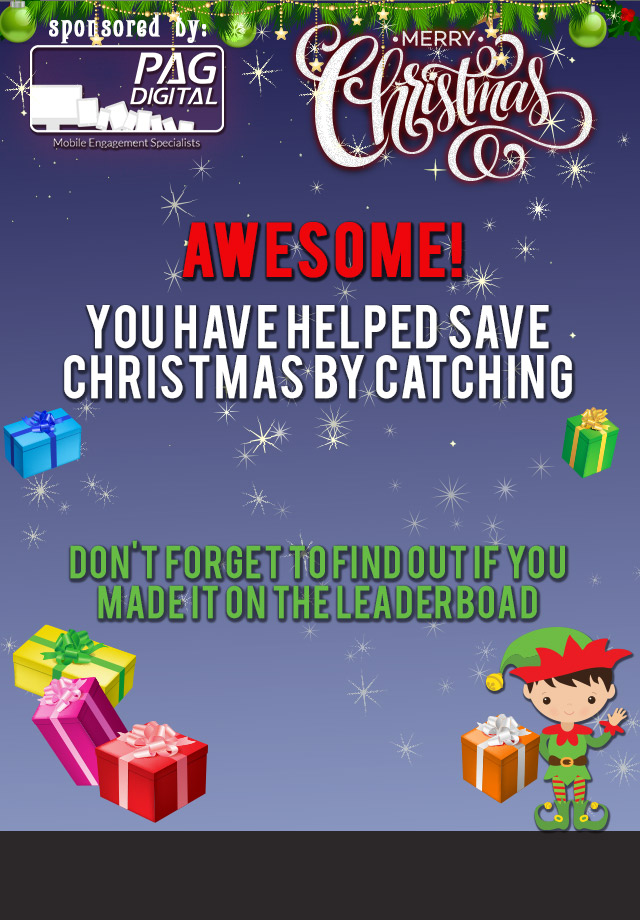 sponsored by:
PAG
DIGITAL
Mobile Engagement Specialists
•MERRY•
Christmas
AWESOME!
YOU HAVE HELPED SAVE
CHRISTMAS BY CATCHING
DON'T FORGET TO FIND OUT IF YOU
MADE IT ON THE LEADERBOAD